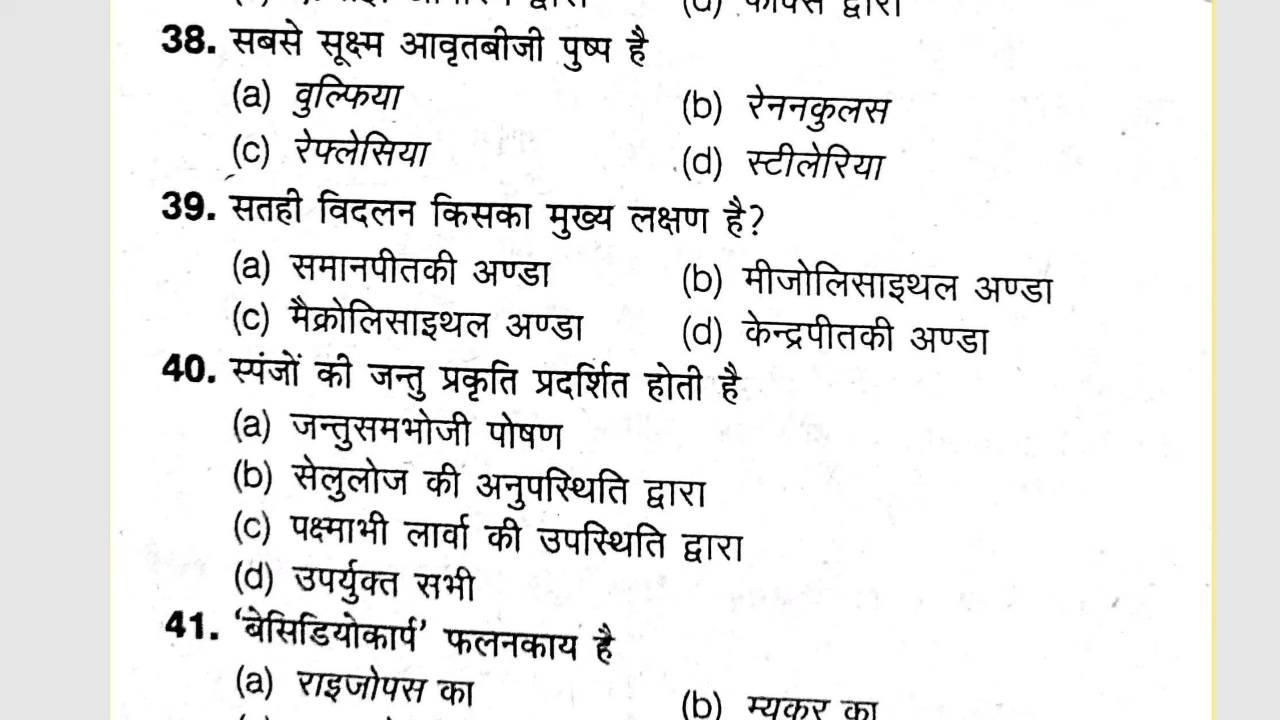 (d) फॉक्स द्वारा
38. सबसे सूक्ष्म आवृतबीजी पुष्प है
(a) वुल्फिया (b) रेननकुलस
(c) रेफ्लेसिया (d) स्टीलेरिया
39. सतही विदलन किसका मुख्य लक्षण है?
(a) समानपीतकी अण्डा (b) मीजोलिसाइथल अण्डा
(c) मैक्रोलिसाइथल अण्डा (d) केन्द्रपीतकी अण्डा
40. स्पंजों की जन्तु प्रकृति प्रदर्शित होती है
(a) जन्तुसमभोजी पोषण
(b) सेलुलोज की अनुपस्थिति द्वारा
(c) पक्ष्माभी लार्वा की उपस्थिति द्वारा
(d) उपर्युक्त सभी
41. 'बेसिडियोकार्प' फलनकाय है
(a) राइजोपस का (b) म्यूकर का